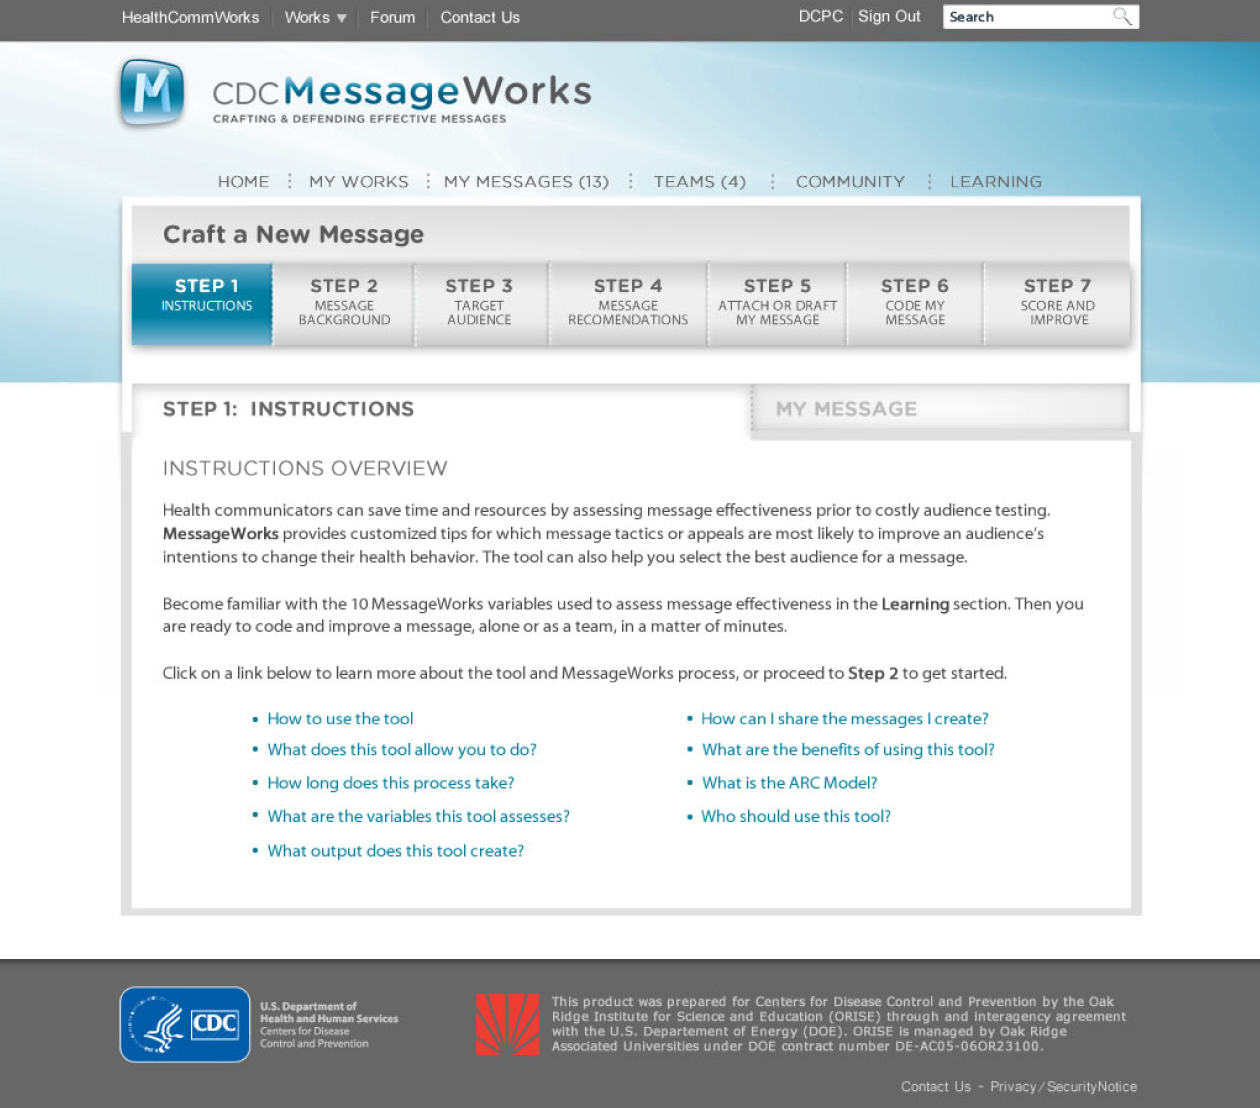 HealthCommWorks Works Forum Contact Us DCPC Sign Out Search
M
CDCMessageWorks
CRAFTING & DEFENDING EFFECTIVE MESSAGES
HOME MY WORKS MY MESSAGES (13) TEAMS (4) COMMUNITY LEARNING
Craft a New Message
STEP 1
INSTRUCTIONS
STEP 2
MESSAGE
BACKGROUND
STEP 3
TARGET
AUDIENCE
STEP 4
MESSAGE
RECOMENDATIONS
STEP 5
ATTACH OR DRAFT
MY MESSAGE
STEP 6
CODE MY
MESSAGE
STEP 7
SCORE AND
IMPROVE
STEP 1: INSTRUCTIONS
MY MESSAGE
INSTRUCTIONS OVERVIEW
Health communicators can save time and resources by assessing message effectiveness prior to costly audience testing.
MessageWorks provides customized tips for which message tactics or appeals are most likely to improve an audience's
intentions to change their health behavior. The tool can also help you select the best audience for a message.
Become familiar with the 10 MessageWorks variables used to assess message effectiveness in the Learning section. Then you
are ready to code and improve a message, alone or as a team, in a matter of minutes.
Click on a link below to learn more about the tool and MessageWorks process, or proceed to Step 2 to get started.
• How to use the tool
• What does this tool allow you to do?
• How long does this process take?
• What are the variables this tool assesses?
• What output does this tool create?
• How can I share the messages I create?
• What are the benefits of using this tool?
• What is the ARC Model?
• Who should use this tool?
CDC
U.S. Department of
Health and Human Services
Centers for Disease
Control and Prevention
This product was prepared for Centers for Disease Control and Prevention by the Oak
Ridge Institute for Science and Education (ORISE) through and interagency agreement
with the U.S. Departement of Energy (DOE). ORISE is managed by Oak Ridge
Associated Universities under DOE contract number DE-AC05-06OR23100.
Contact Us - Privacy/SecurityNotice